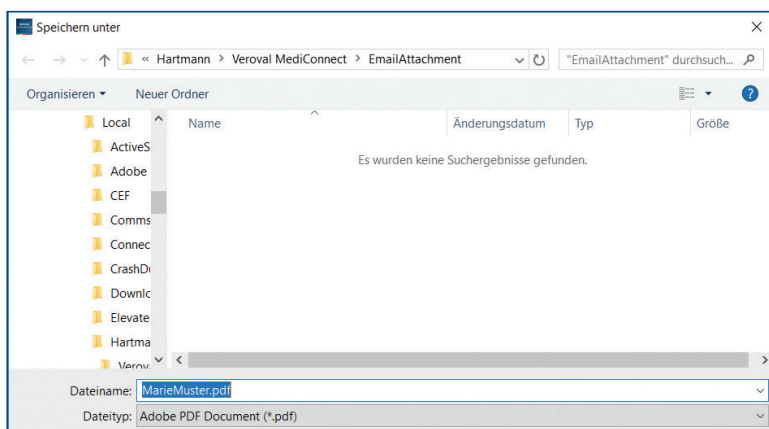 Speichern unter
« Hartmann > Veroval MediConnect > EmailAttachment
"EmailAttachment" durchsuch...
Organisieren
Neuer Ordner
Name
Änderungsdatum
Typ
Größe
Es wurden keine Suchergebnisse gefunden.
Local
ActiveS
Adobe
CEF
Comms
Connec
CrashD
Downlc
Elevate
Hartma
Verov
Dateiname: MarieMuster.pdf
Dateityp: Adobe PDF Document (*.pdf)